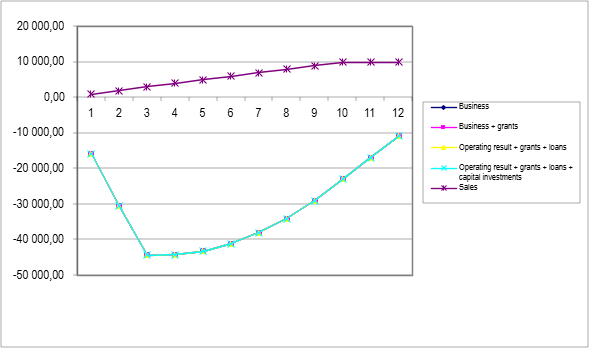 20 000,00
10 000,00
0,00
1 2 3 4 5 6 7 8 9 10 11 12
-10 000,00
-20 000,00
-30 000,00
-40 000,00
-50 000,00
Business
Business + grants
Operating result + grants + loans
Operating result + grants + loans +
capital investments
Sales